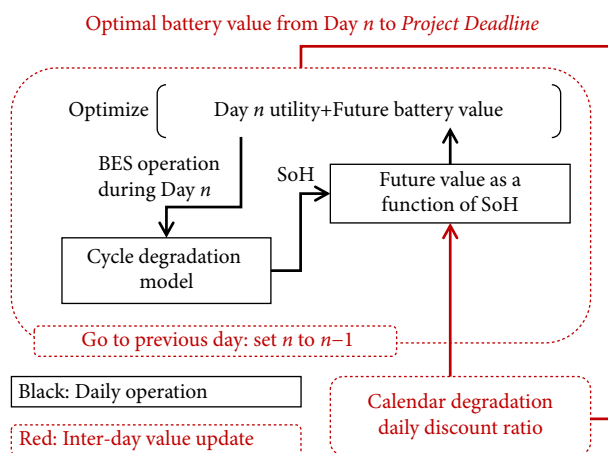 Optimal battery value from Day n to Project Deadline
Optimize
Day n utility+Future battery value
BES operation
during Day n
SoH
Future value as a
function of SoH
Cycle degradation
model
Go to previous day: set n to n−1
Black: Daily operation
Red: Inter-day value update
Calendar degradation
daily discount ratio